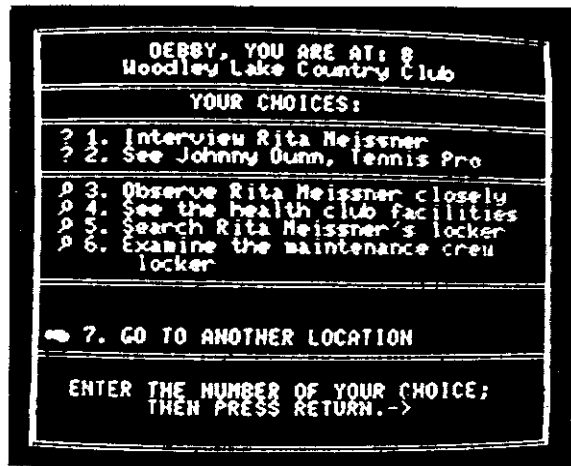 DEBBY, YOU ARE AT: 8
Woodley Lake Country Club
YOUR CHOICES:
? 1. Interview Rita Meissner
? 2. See Johnny Dunn, Tennis Pro
3. Observe Rita Meissner closely
4. See the health club facilities
5. Search Rita Meissner's locker
6. Examine the maintenance crew
locker
7. GO TO ANOTHER LOCATION
ENTER THE NUMBER OF YOUR CHOICE;
THEN PRESS RETURN.->